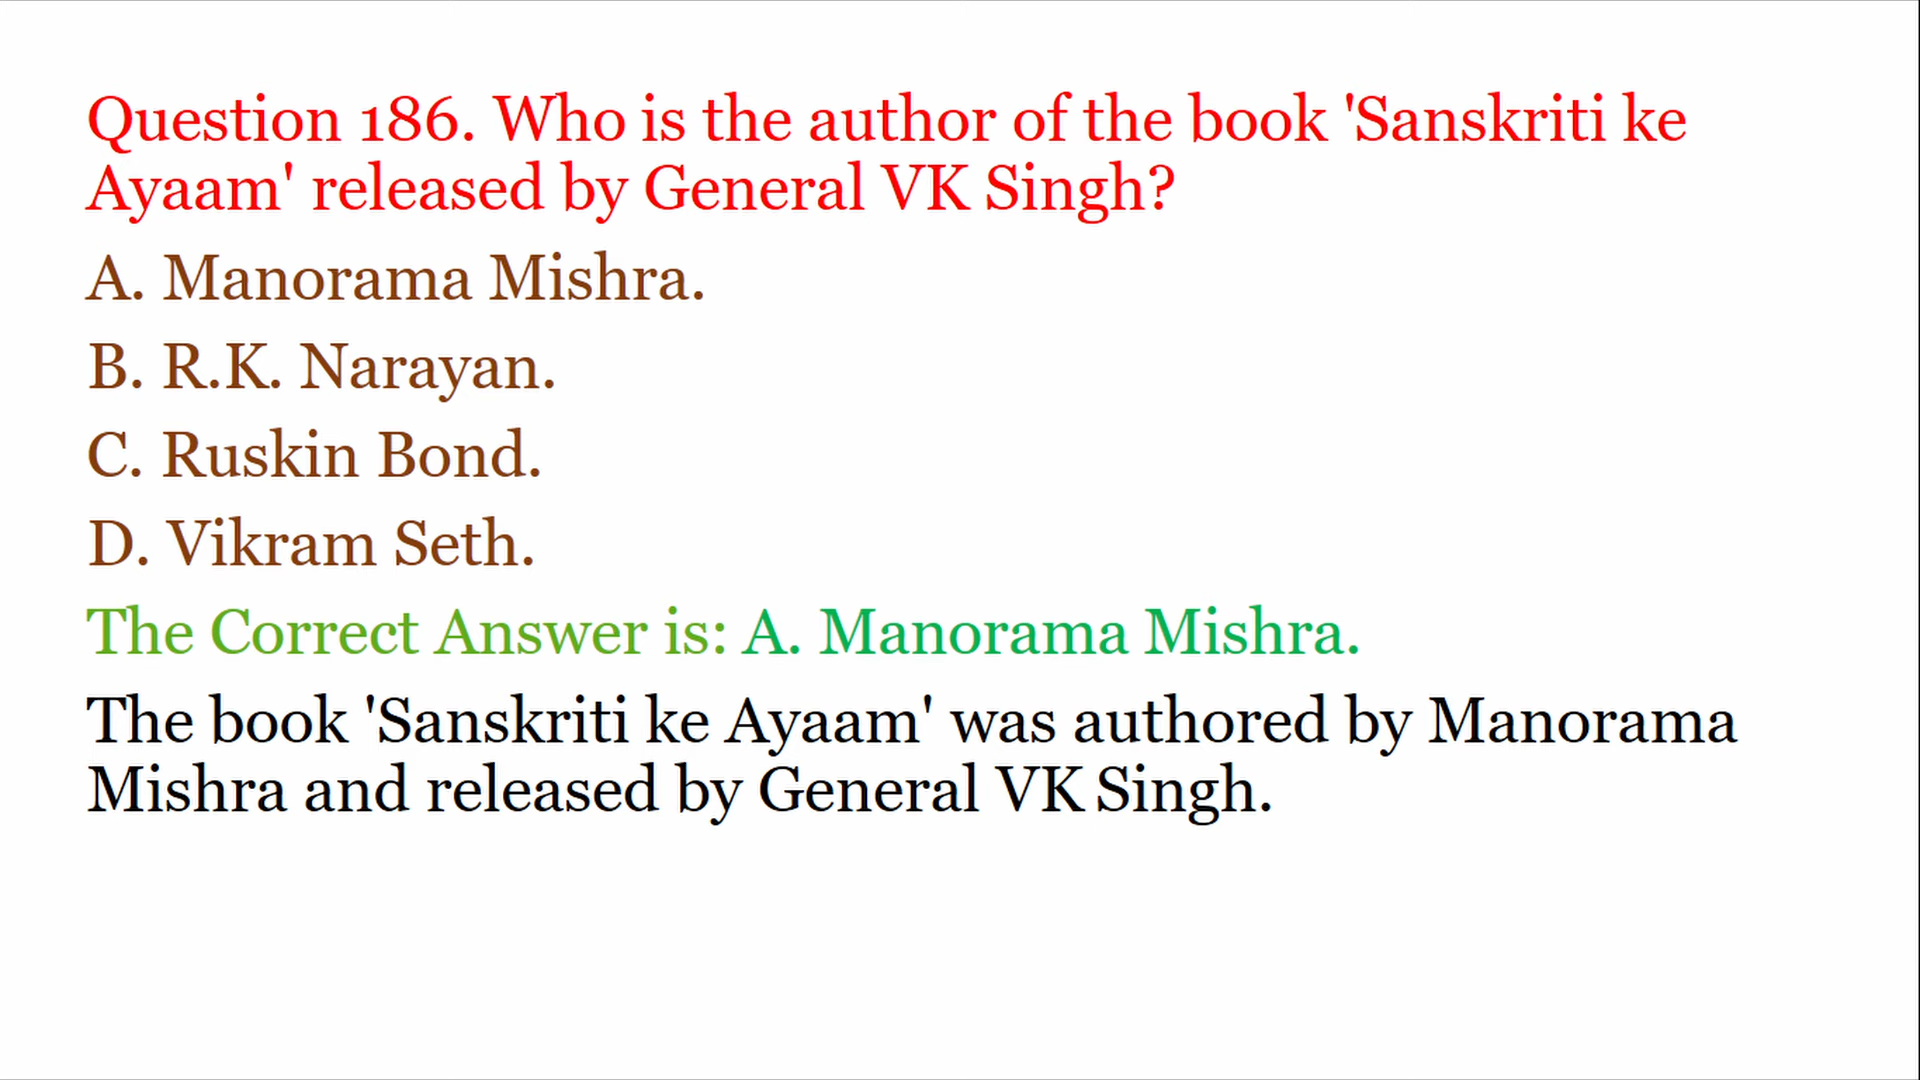 Question 186. Who is the author of the book 'Sanskriti ke
Ayaam' released by General VK Singh?
A. Manorama Mishra.
B. R.K. Narayan.
C. Ruskin Bond.
D. Vikram Seth.
The Correct Answer is: A. Manorama Mishra.
The book 'Sanskriti ke Ayaam' was authored by Manorama
Mishra and released by General VK Singh.